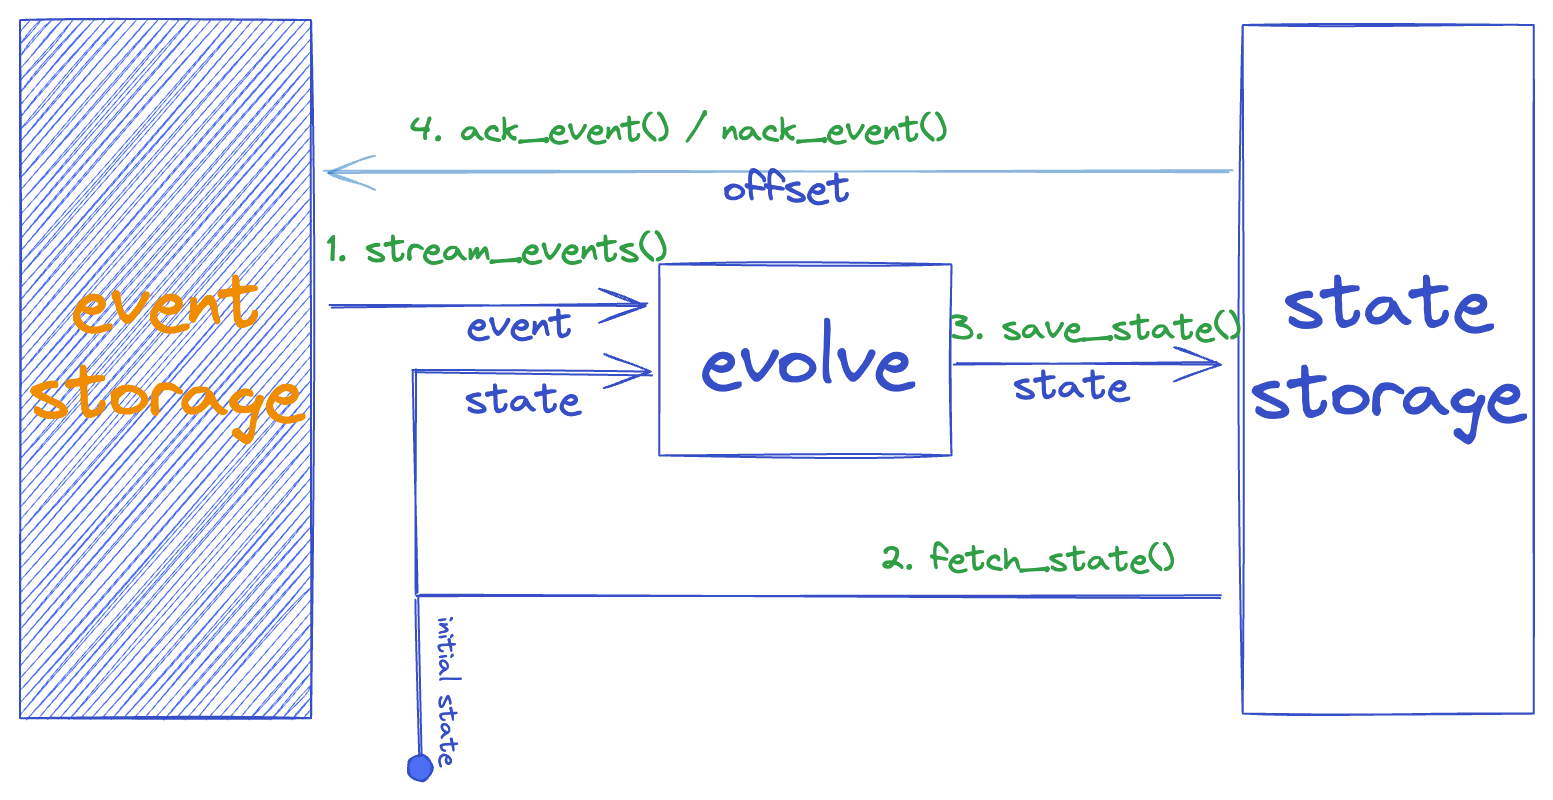 4. ack_event() / nack_event()
offset
1. stream_events()
event
storage
event
state
evolve
3. save_state()
state
state
storage
2. fetch_state()
initial state